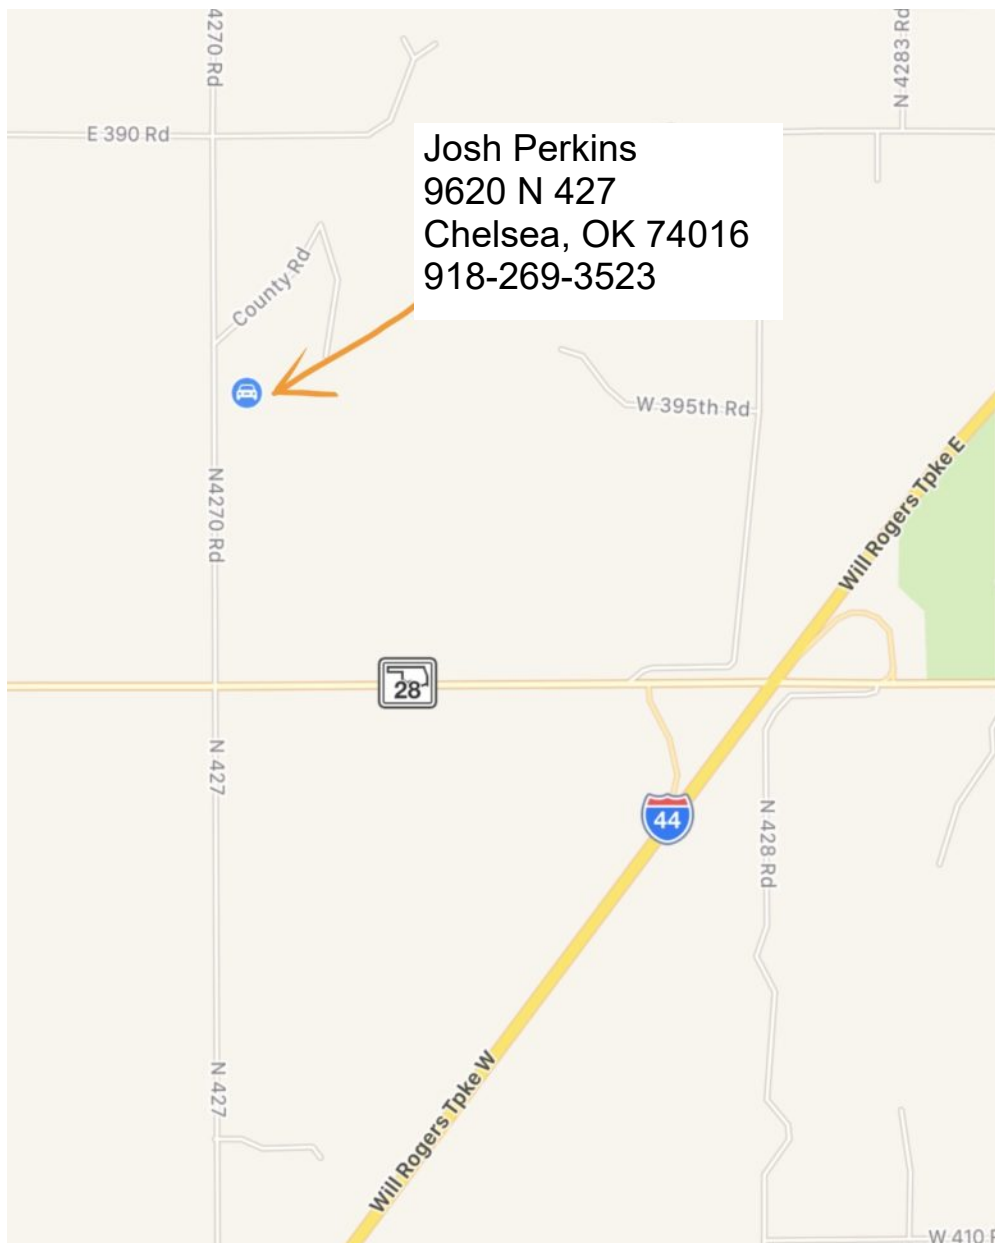 4270 Rd
N 4283 Rd
E 390 Rd
Josh Perkins
9620 N 427
Chelsea, OK 74016
918-269-3523
County Rd
W 395th Rd
Will Rogers Tpke E
N4270 Rd
28
N 427
44
N 428 Rd
N 427
Will Rogers Tpke W
W 410